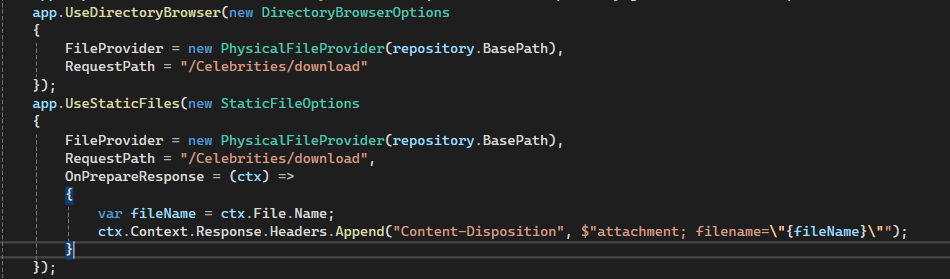 app.UseDirectoryBrowser(new DirectoryBrowserOptions
{
FileProvider = new PhysicalFileProvider(repository.BasePath),
RequestPath = "/Celebrities/download"
});
app.UseStaticFiles(new StaticFileOptions
{
FileProvider = new PhysicalFileProvider(repository.BasePath),
RequestPath = "/Celebrities/download",
OnPrepareResponse = (ctx) =>
{
var fileName = ctx.File.Name;
ctx.Context.Response.Headers.Append("Content-Disposition", $"attachment; filename=\"{fileName}\"");
}
});